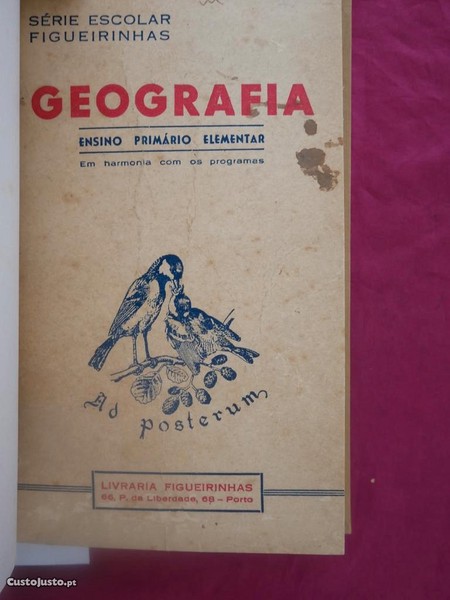 SÉRIE ESCOLAR
FIGUEIRINHAS
GEOGRAFIA
ENSINO PRIMÁRIO ELEMENTAR
Em harmonia com os programas
Ad posterum
LIVRARIA FIGUEIRINHAS
66, P. da Liberdade, 68 – Porto
CustoJusto.pt